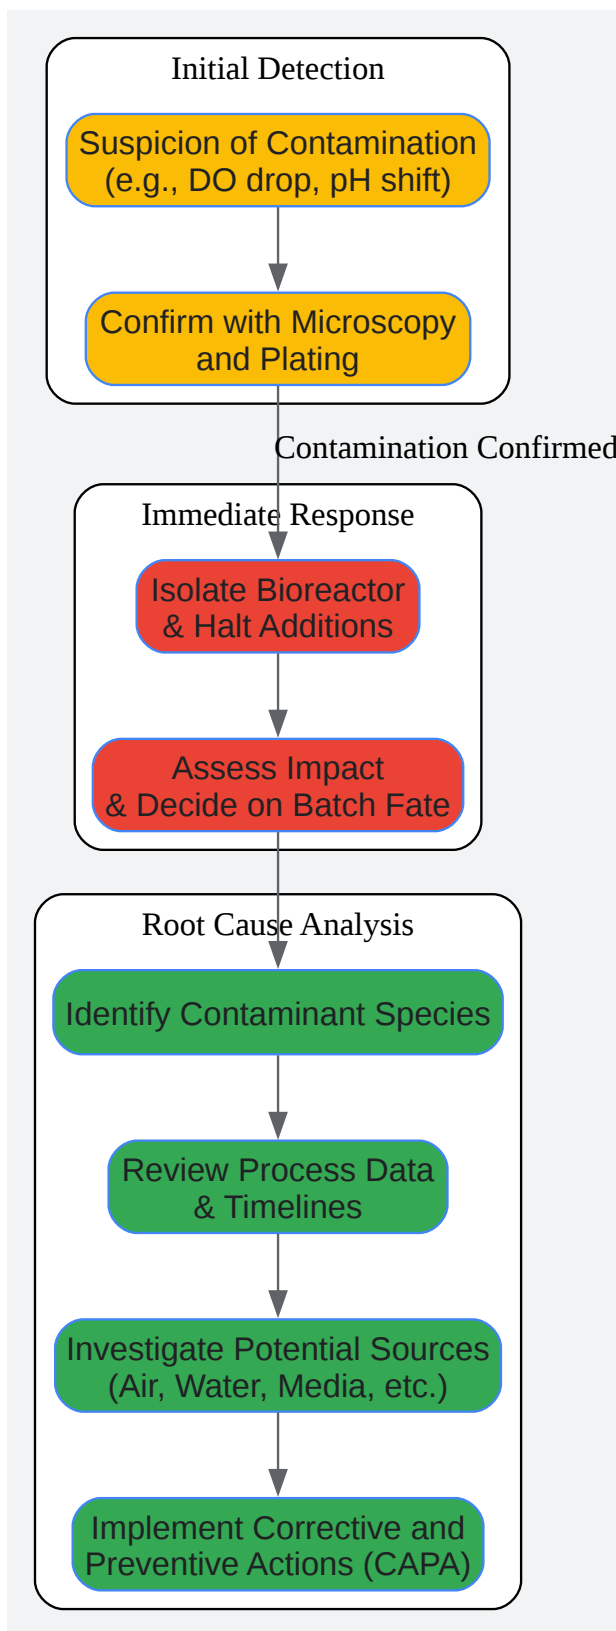 Initial Detection
Suspicion of Contamination
(e.g., DO drop, pH shift)
Confirm with Microscopy
and Plating
Contamination Confirmed
Immediate Response
Isolate Bioreactor
& Halt Additions
Assess Impact
& Decide on Batch Fate
Root Cause Analysis
Identify Contaminant Species
Review Process Data
& Timelines
Investigate Potential Sources
(Air, Water, Media, etc.)
Implement Corrective and
Preventive Actions (CAPA)